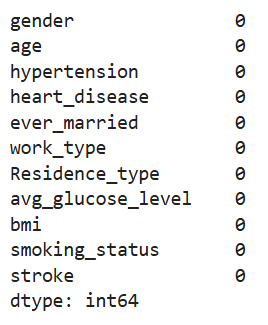 gender 0
age 0
hypertension 0
heart_disease 0
ever_married 0
work_type 0
Residence_type 0
avg_glucose_level 0
bmi 0
smoking_status 0
stroke 0
dtype: int64